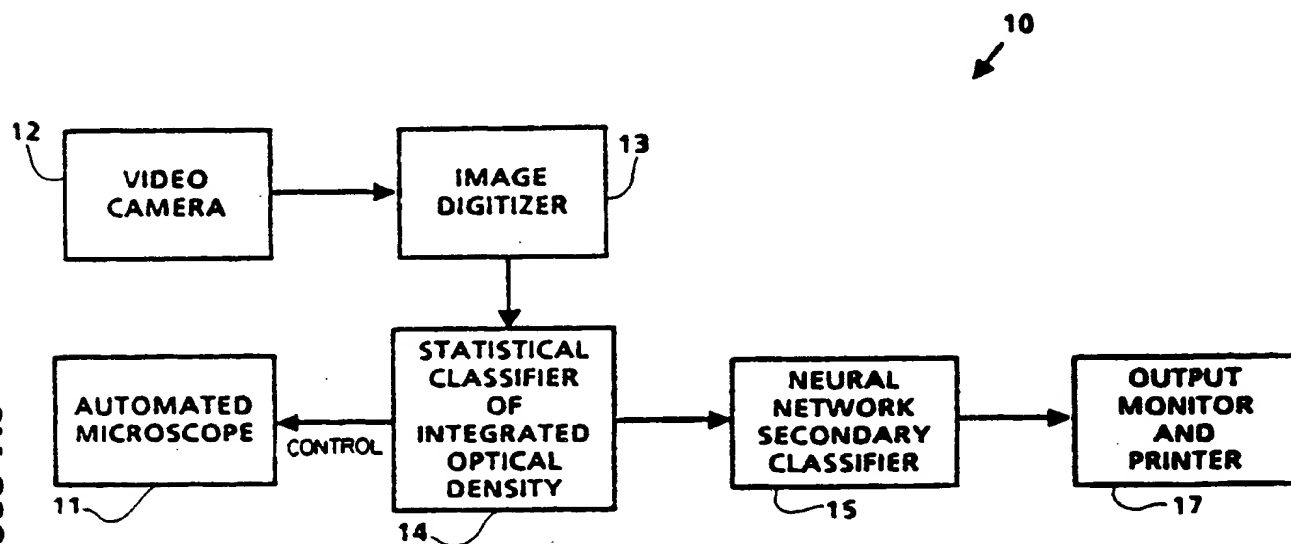 10
12
VIDEO
CAMERA
IMAGE
DIGITIZER
13
AUTOMATED
MICROSCOPE
11
CONTROL
STATISTICAL
CLASSIFIER
OF
INTEGRATED
OPTICAL
DENSITY
14
NEURAL
NETWORK
SECONDARY
CLASSIFIER
15
OUTPUT
MONITOR
AND
PRINTER
17